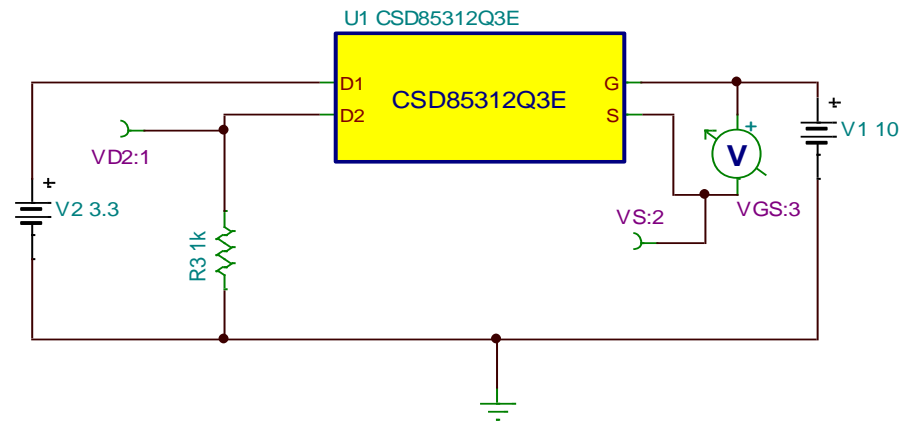 U1 CSD85312Q3E
D1
D2
CSD85312Q3E
G
S
VD2:1
V2 3.3
R3 1k
+
+
+
V
V1 10
VS:2
VGS:3